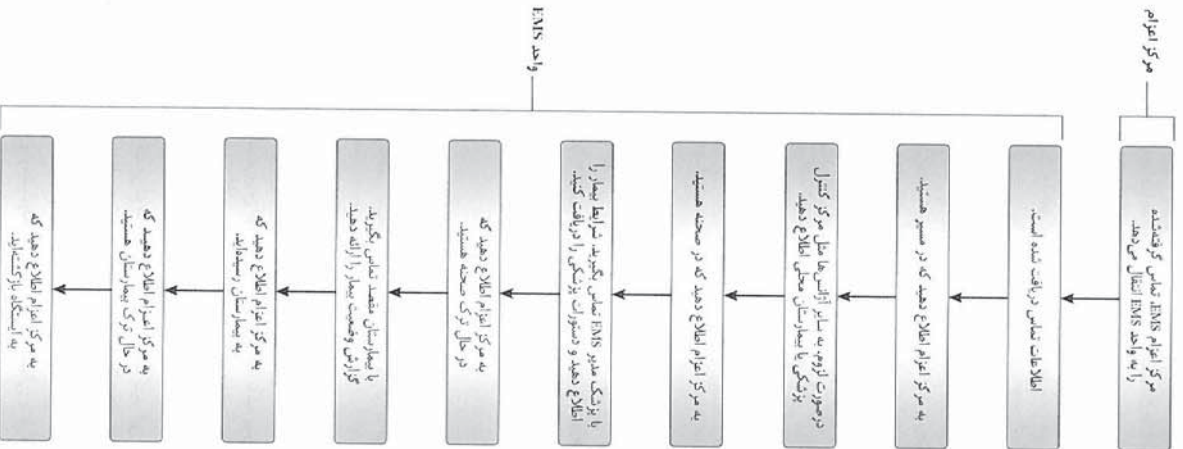 مرکز اعزام
مرکز اعزام EMS، تماس گرفته‌شده
را به واحد EMS انتقال می‌دهد.
واحد EMS
اطلاعات تماس دریافت شده است.
به مرکز اعزام اطلاع دهید که در مسیر هستید.
درصورت لزوم، به سایر آژانس‌ها مثل مرکز کنترل
پزشکی یا بیمارستان محلی اطلاع دهید.
به مرکز اعزام اطلاع دهید که در صحنه هستید.
با پزشک مدیر EMS تماس بگیرید. شرایط بیمار را
اطلاع دهید و دستورات پزشکی را دریافت کنید.
به مرکز اعزام اطلاع دهید که
در حال ترک صحنه هستید.
با بیمارستان مقصد تماس بگیرید.
گزارش وضعیت بیمار را ارائه دهید.
به مرکز اعزام اطلاع دهید که
به بیمارستان رسیده‌اید.
به مرکز اعزام اطلاع دهید که
در حال ترک بیمارستان هستید.
به مرکز اعزام اطلاع دهید که
به ایستگاه بازگشته‌اید.